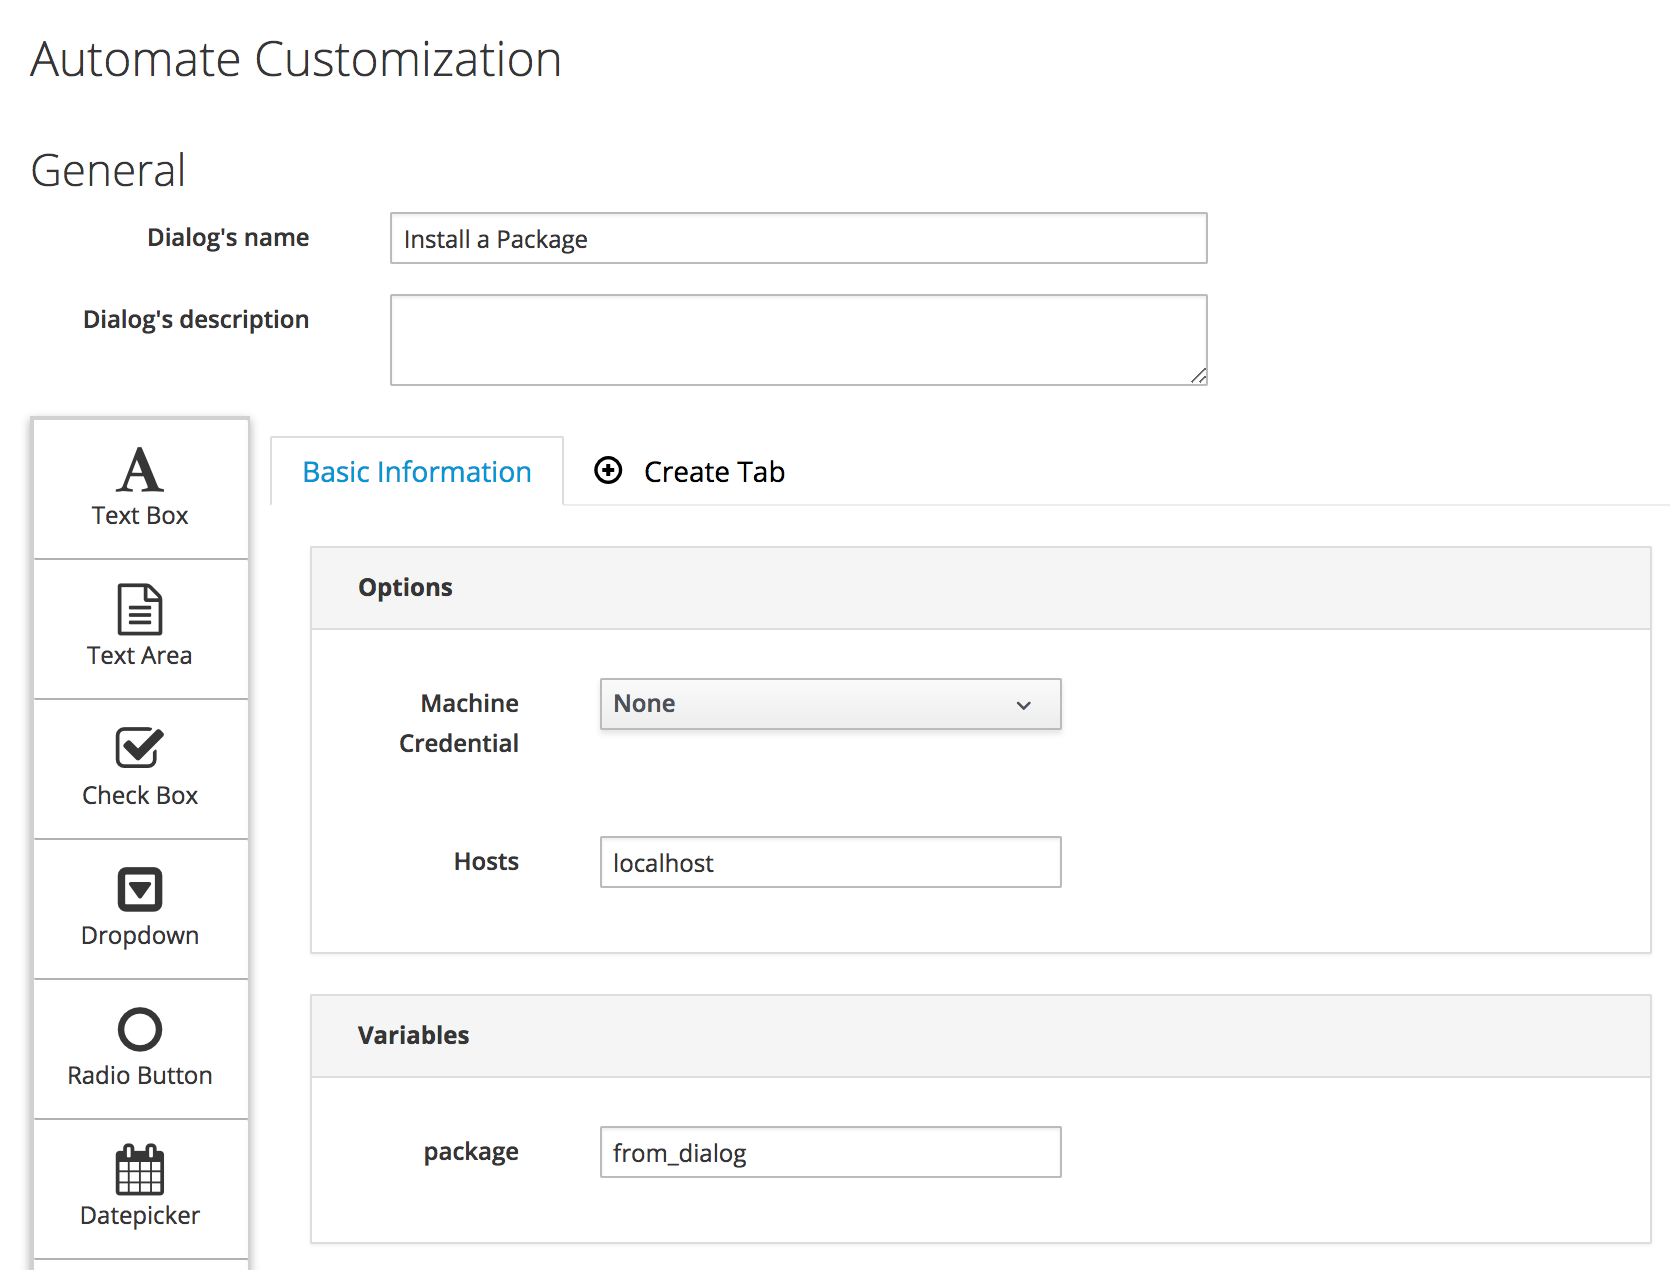 Automate Customization
General
Dialog's name
Install a Package
Dialog's description
Text Box
Text Area
Check Box
Dropdown
Radio Button
Datepicker
Basic Information
Create Tab
Options
Machine
Credential
None
Hosts
localhost
Variables
package
from_dialog